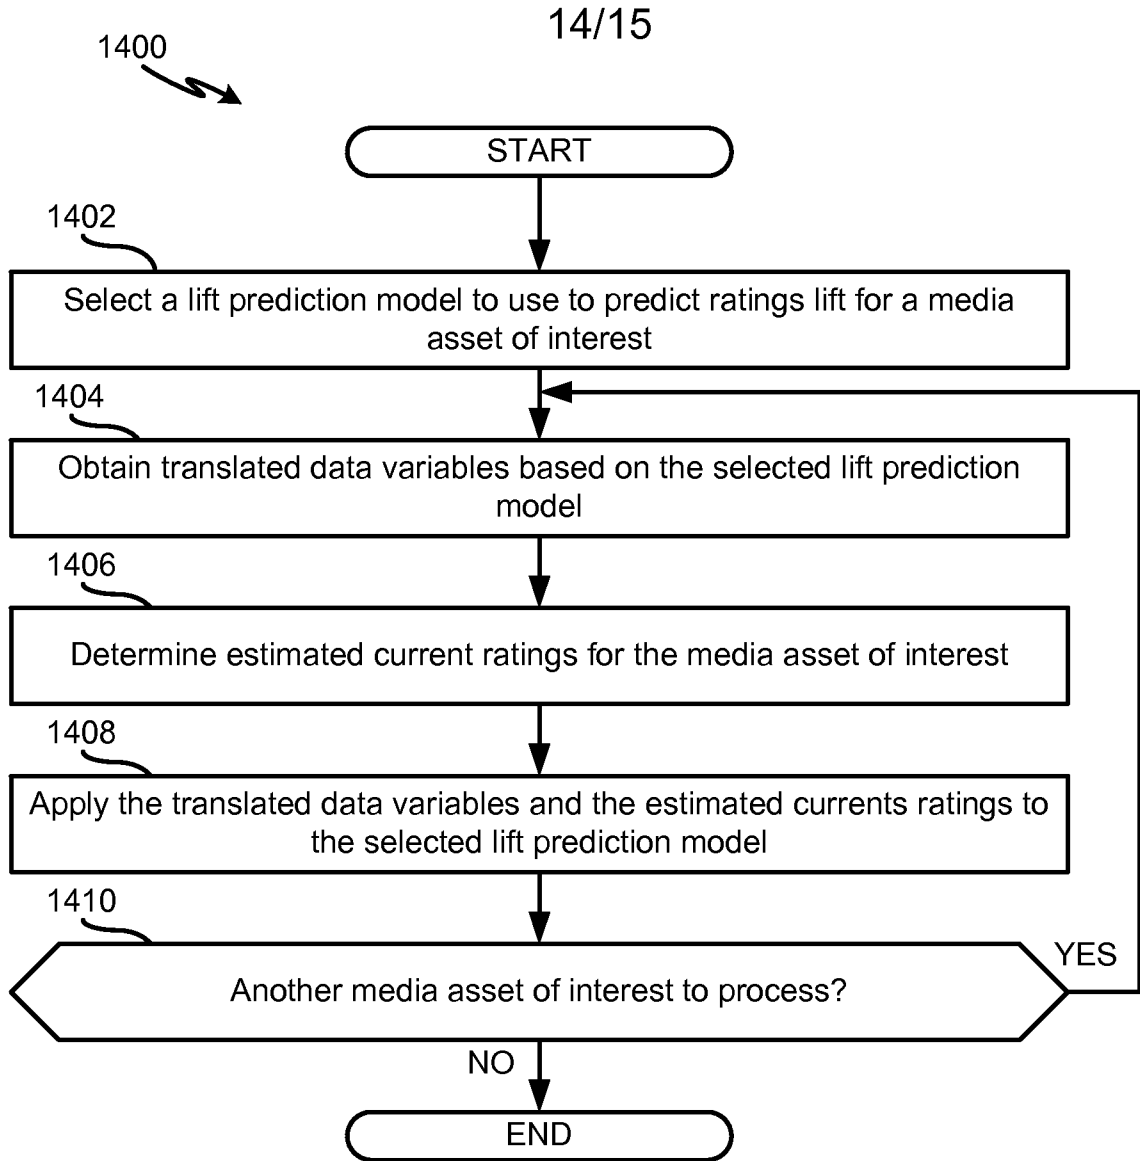 14/15
1400
START
1402
Select a lift prediction model to use to predict ratings lift for a media
asset of interest
1404
Obtain translated data variables based on the selected lift prediction
model
1406
Determine estimated current ratings for the media asset of interest
1408
Apply the translated data variables and the estimated currents ratings to
the selected lift prediction model
1410
YES
Another media asset of interest to process?
NO
END